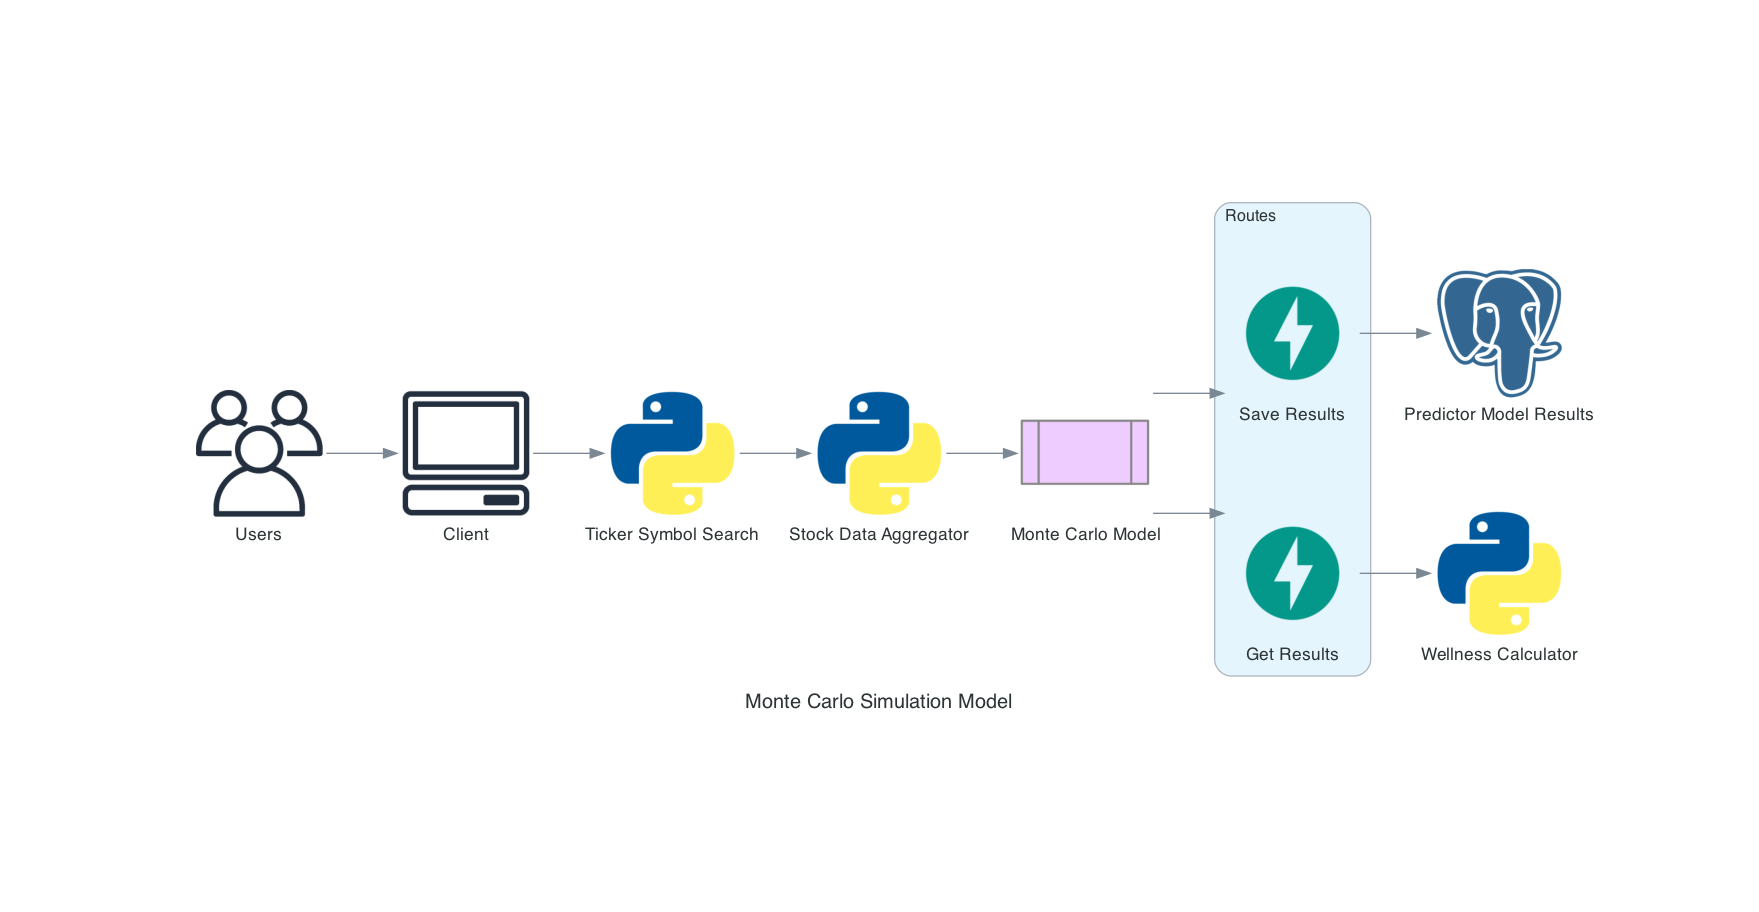 Routes
Save Results
Predictor Model Results
Users
Client
Ticker Symbol Search
Stock Data Aggregator
Monte Carlo Model
Get Results
Wellness Calculator
Monte Carlo Simulation Model